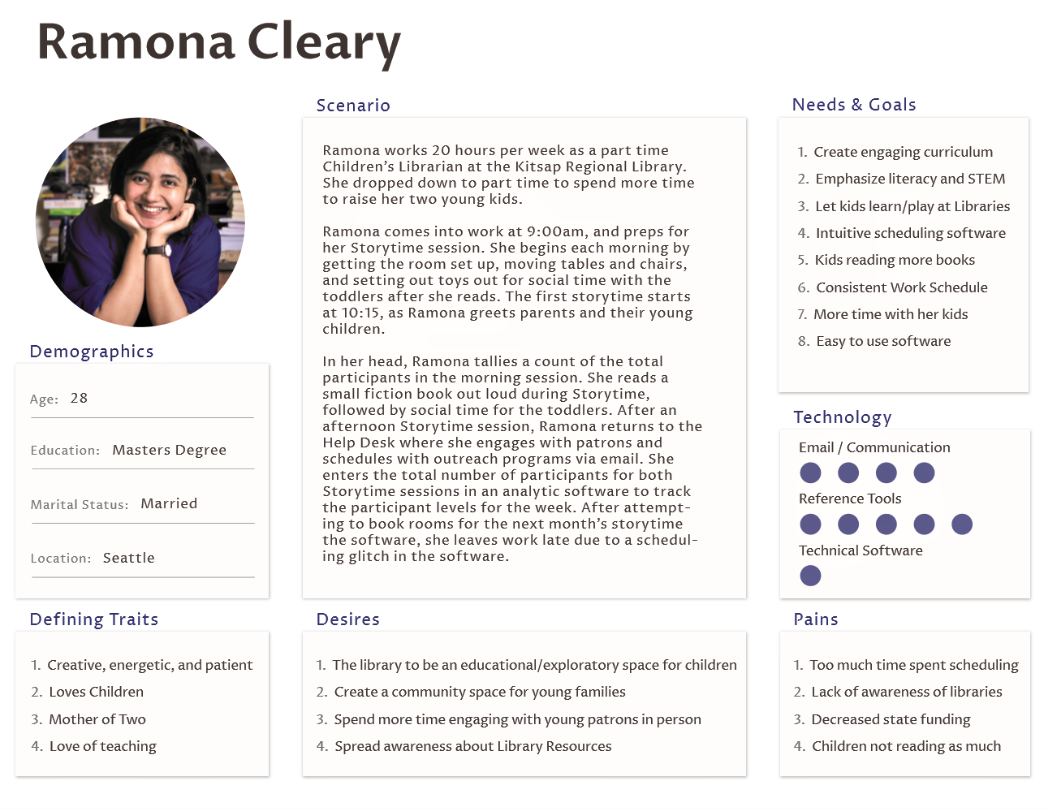 Ramona Cleary
Demographics
Age: 28
Education: Masters Degree
Marital Status: Married
Location: Seattle
Defining Traits
1. Creative, energetic, and patient
2. Loves Children
3. Mother of Two
4. Love of teaching
Scenario
Ramona works 20 hours per week as a part time
Children's Librarian at the Kitsap Regional Library.
She dropped down to part time to spend more time
to raise her two young kids.
Ramona comes into work at 9:00am, and preps for
her Storytime session. She begins each morning by
getting the room set up, moving tables and chairs,
and setting out toys out for social time with the
toddlers after she reads. The first storytime starts
at 10:15, as Ramona greets parents and their young
children.
In her head, Ramona tallies a count of the total
participants in the morning session. She reads a
small fiction book out loud during Storytime,
followed by social time for the toddlers. After an
afternoon Storytime session, Ramona returns to the
Help Desk where she engages with patrons and
schedules with outreach programs via email. She
enters the total number of participants for both
Storytime sessions in an analytic software to track
the participant levels for the week. After attempt-
ing to book rooms for the next month's storytime
the software, she leaves work late due to a schedul-
ing glitch in the software.
Desires
1. The library to be an educational/exploratory space for children
2. Create a community space for young families
3. Spend more time engaging with young patrons in person
4. Spread awareness about Library Resources
Needs & Goals
1. Create engaging curriculum
2. Emphasize literacy and STEM
3. Let kids learn/play at Libraries
4. Intuitive scheduling software
5. Kids reading more books
6. Consistent Work Schedule
7. More time with her kids
8. Easy to use software
Technology
Email / Communication
Reference Tools
Technical Software
Pains
1. Too much time spent scheduling
2. Lack of awareness of libraries
3. Decreased state funding
4. Children not reading as much